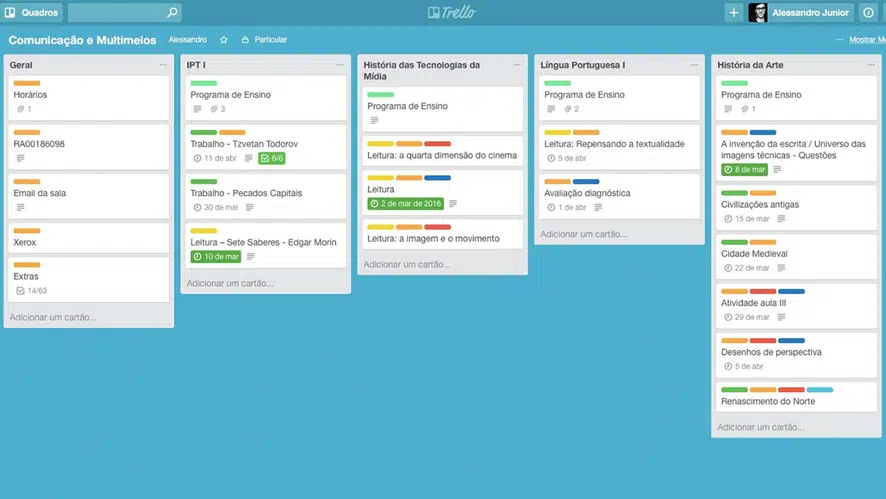 Quadros
Trello
Alessandro Junior
Comunicação e Multimeios
Alessandro
Particular
Mostrar Me
Geral
Horários
1
RA00186098
Email da sala
Xerox
Extras
14/63
Adicionar um cartão...
IPT I
Programa de Ensino
3
Trabalho - Tzvetan Todorov
11 de abr
6/6
Trabalho - Pecados Capitais
30 de mai
Leitura – Sete Saberes - Edgar Morin
10 de mar
Adicionar um cartão...
História das Tecnologias da
Mídia
Programa de Ensino
Leitura: a quarta dimensão do cinema
Leitura
2 de mar de 2016
Leitura: a imagem e o movimento
Adicionar um cartão...
Língua Portuguesa I
Programa de Ensino
2
Leitura: Repensando a textualidade
5 de abr
Avaliação diagnóstica
1 de abr
Adicionar um cartão...
História da Arte
Programa de Ensino
1
A invenção da escrita / Universo das
imagens técnicas - Questões
8 de mar
Civilizações antigas
15 de mar
Cidade Medieval
22 de mar
Atividade aula III
29 de mar
Desenhos de perspectiva
5 de abr
Renascimento do Norte
Adicionar um cartão...